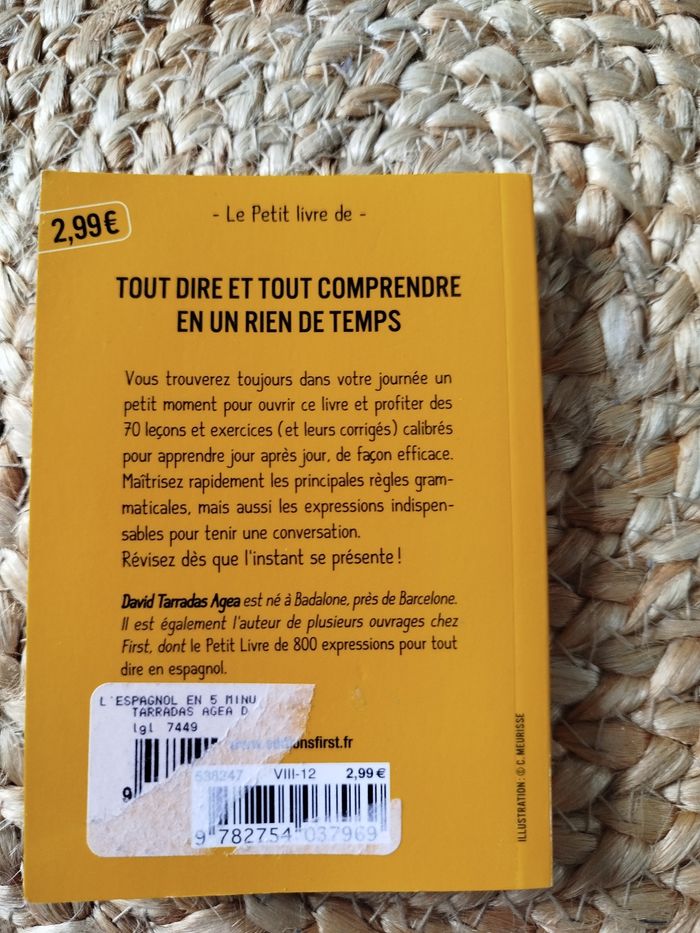 2,99€
- Le Petit livre de -
TOUT DIRE ET TOUT COMPRENDRE
EN UN RIEN DE TEMPS
Vous trouverez toujours dans votre journée un
petit moment pour ouvrir ce livre et profiter des
70 leçons et exercices (et leurs corrigés) calibrés
pour apprendre jour après jour, de façon efficace.
Maîtrisez rapidement les principales règles gram-
maticales, mais aussi les expressions indispen-
sables pour tenir une conversation.
Révisez dès que l'instant se présente !
David Tarradas Agea est né à Badalone, près de Barcelone.
Il est également l'auteur de plusieurs ouvrages chez
First, dont le Petit Livre de 800 expressions pour tout
dire en espagnol.
L'ESPAGNOL EN 5 MINU
TARRADAS AGEA D
lgl 7449
onsfirst.fr
9
538247 VIII-12 2,99€
9 782754 037969
ILLUSTRATION : © C. MEURISSE